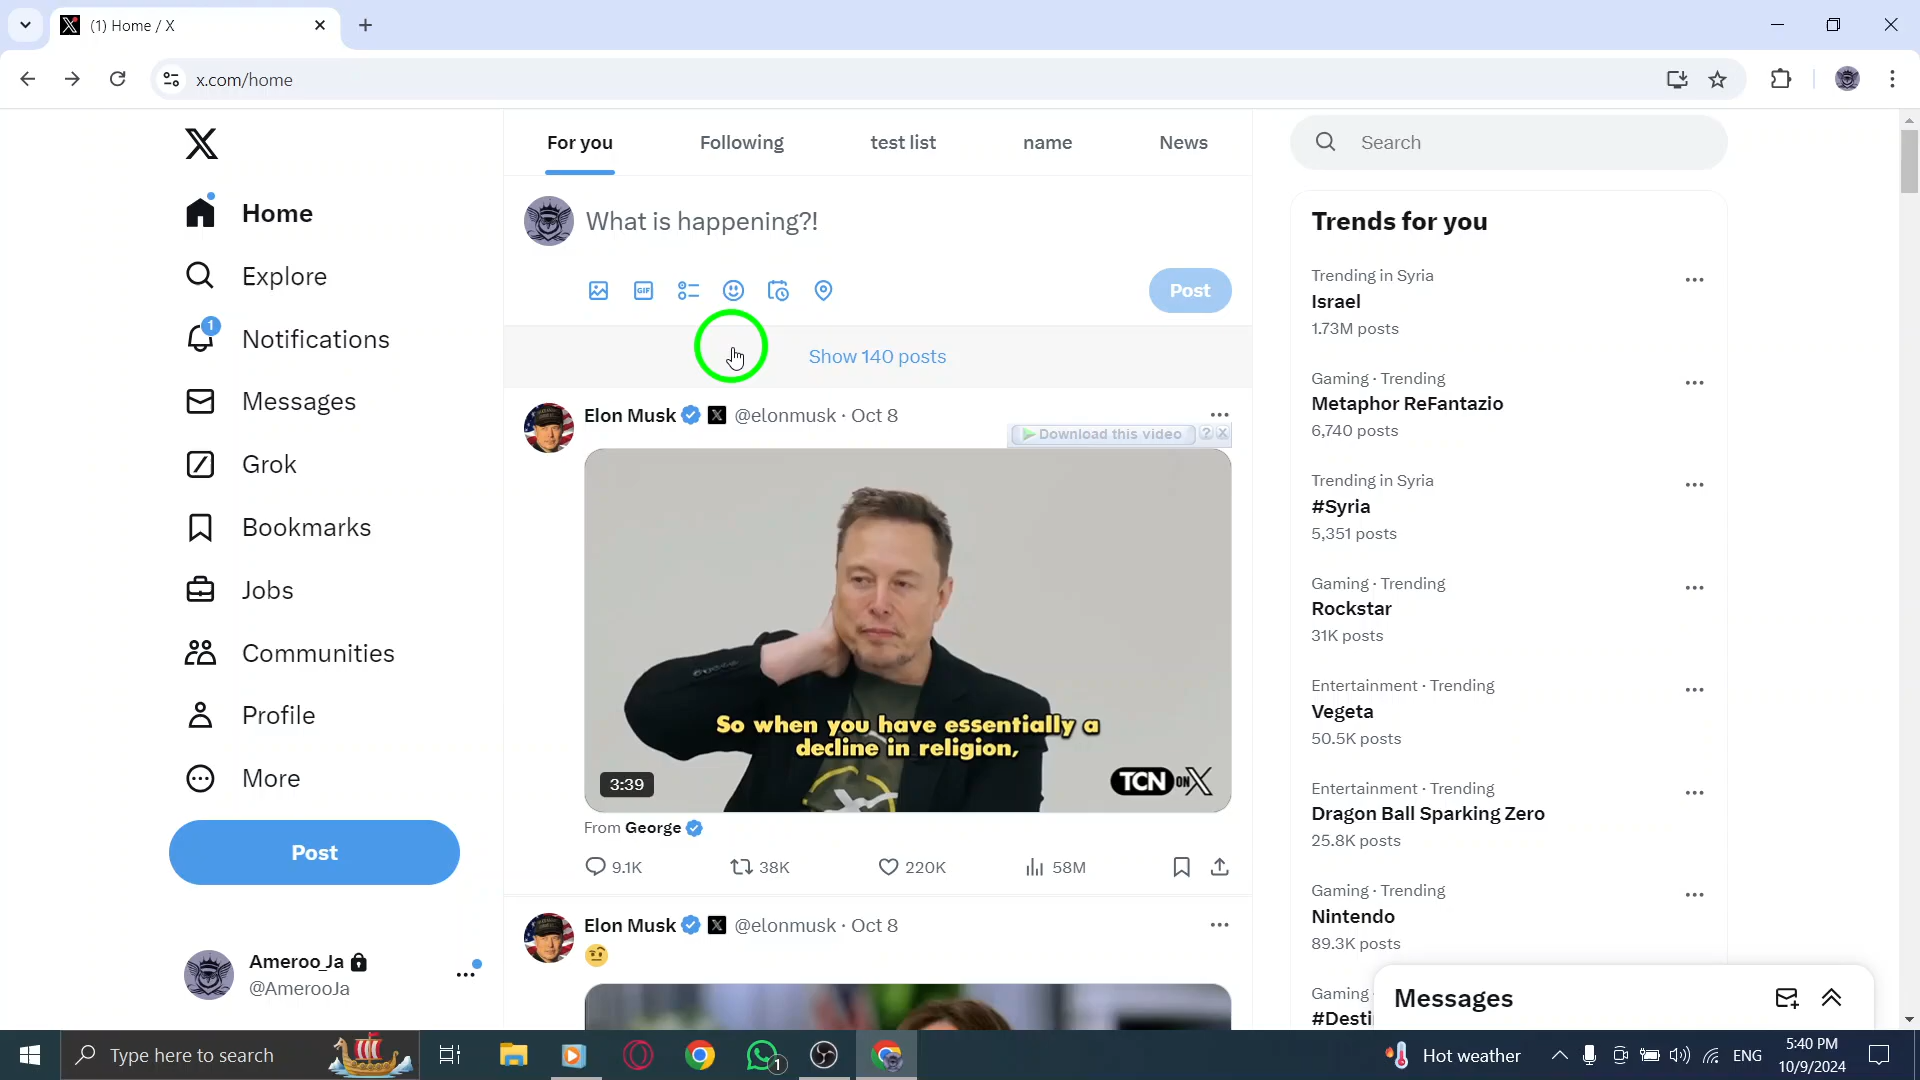 (1) Home / X
x.com/home
Home
Explore
1
Notifications
Messages
Grok
Bookmarks
Jobs
Communities
Profile
More
Post
Ameroo_Ja
@AmerooJa
For you
Following
test list
name
News
What is happening?!
GIF
Post
Show 140 posts
Elon Musk @elonmusk · Oct 8
Download this video
?
So when you have essentially a
decline in religion,
3:39
TCN ON X
From George
9.1K
38K
220K
58M
Elon Musk @elonmusk · Oct 8
Search
Trends for you
Trending in Syria
Israel
1.73M posts
Gaming · Trending
Metaphor ReFantazio
6,740 posts
Trending in Syria
#Syria
5,351 posts
Gaming · Trending
Rockstar
31K posts
Entertainment · Trending
Vegeta
50.5K posts
Entertainment · Trending
Dragon Ball Sparking Zero
25.8K posts
Gaming · Trending
Nintendo
89.3K posts
Gaming
#Desti
Messages
Type here to search
1
Hot weather
ENG
5:40 PM
10/9/2024